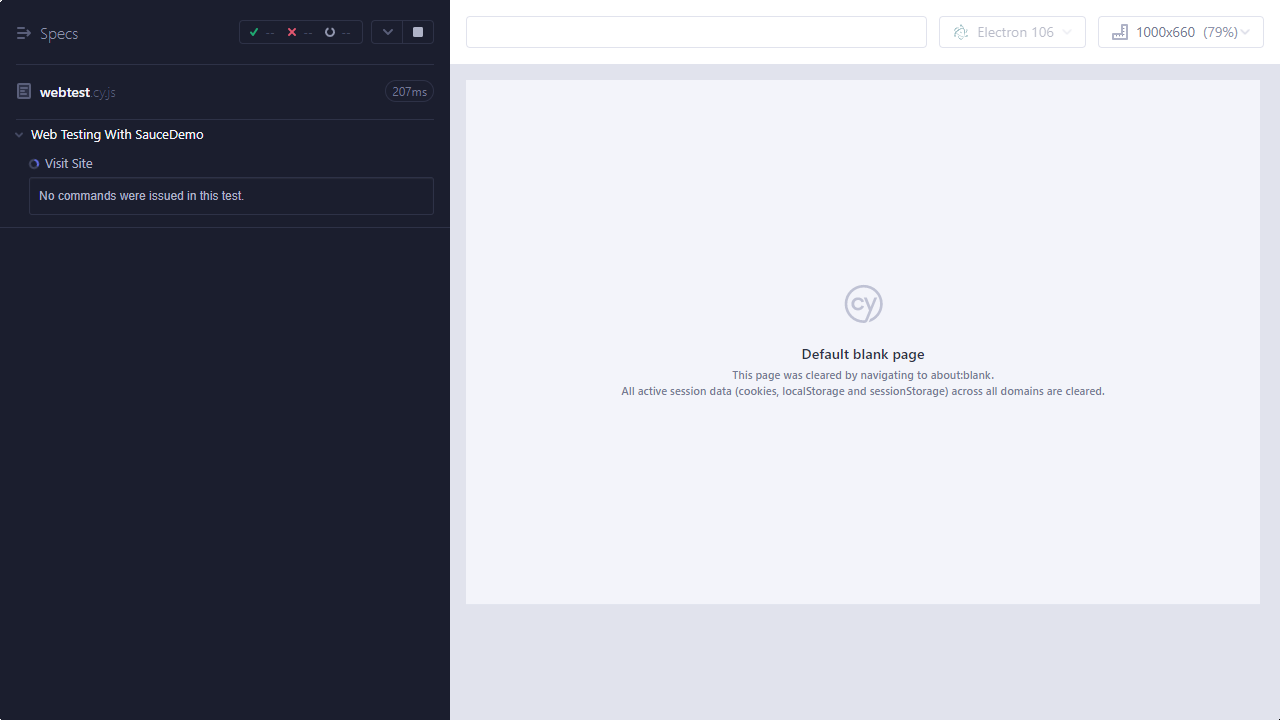 Specs
--
--
--
webtest.cy.js
207ms
Web Testing With SauceDemo
Visit Site
No commands were issued in this test.
Electron 106
1000x660 (79%)
cy
Default blank page
This page was cleared by navigating to about:blank.
All active session data (cookies, localStorage and sessionStorage) across all domains are cleared.